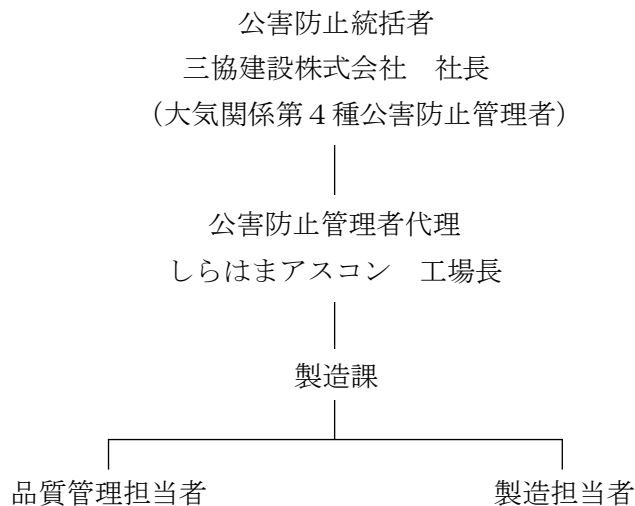 公害防止統括者
三協建設株式会社　社長
（大気関係第４種公害防止管理者）
公害防止管理者代理
しらはまアスコン　工場長
製造課
品質管理担当者　製造担当者